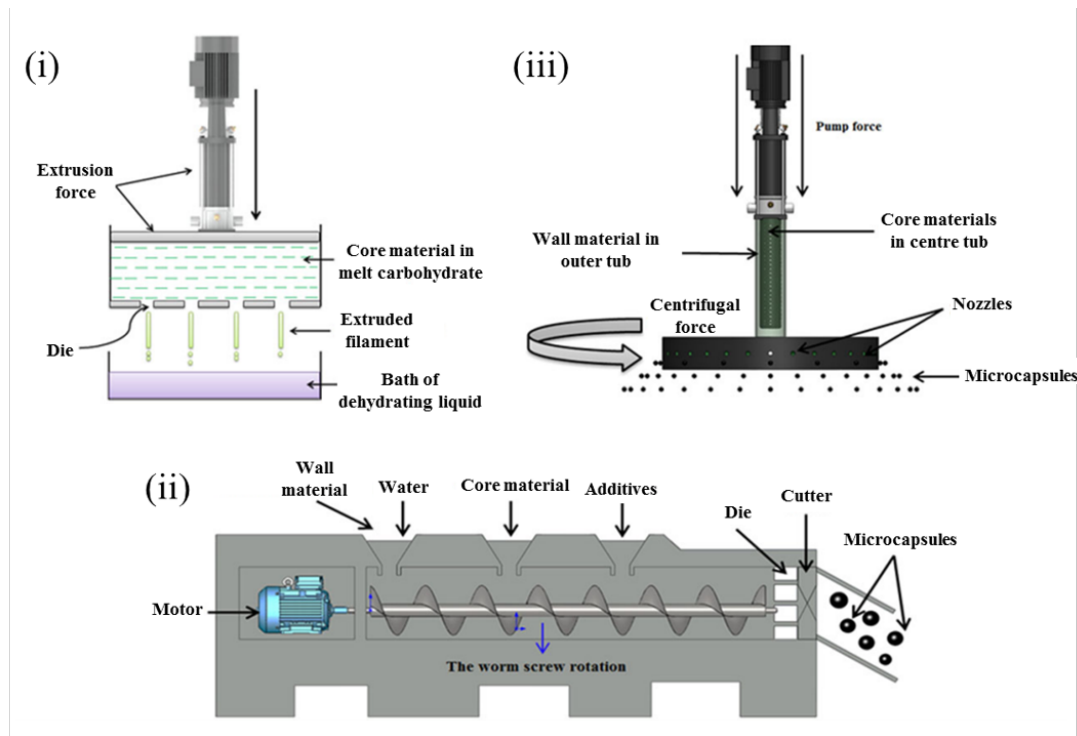 (i)
Extrusion
force
Core material in
melt carbohydrate
Die
Extruded
filament
Bath of
dehydrating liquid
(iii)
Pump force
Core materials
in centre tub
Wall material in
outer tub
Centrifugal
force
Nozzles
Microcapsules
(ii)
Wall
material
Water
Core material
Additives
Die
Cutter
Microcapsules
Motor
The worm screw rotation